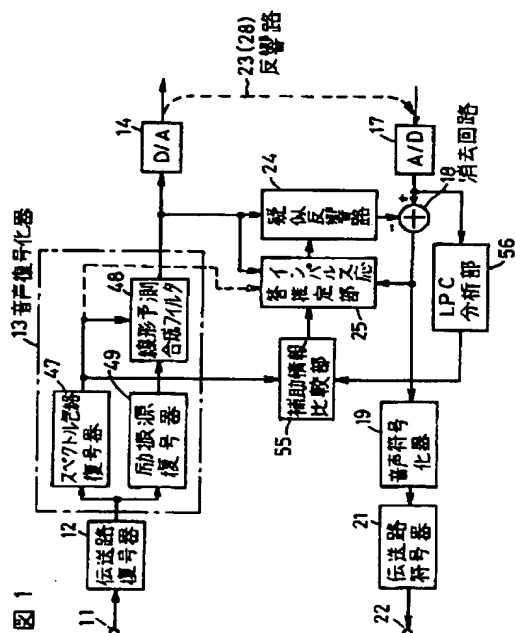 図 1
11
12
伝送路
復号器
13 音声復号化器
47
スペクトル包絡
復号器
49
励振源
復号器
48
線形予測
合成フィルタ
14
D/A
23(28)
反響路
17
A/D
18
消去回路
+
-
24
疑似反響路
インパルス応
答推定部
25
補助情報
比較部
55
LPC
分析部
56
19
音声符号
化器
21
伝送路
符号器
22